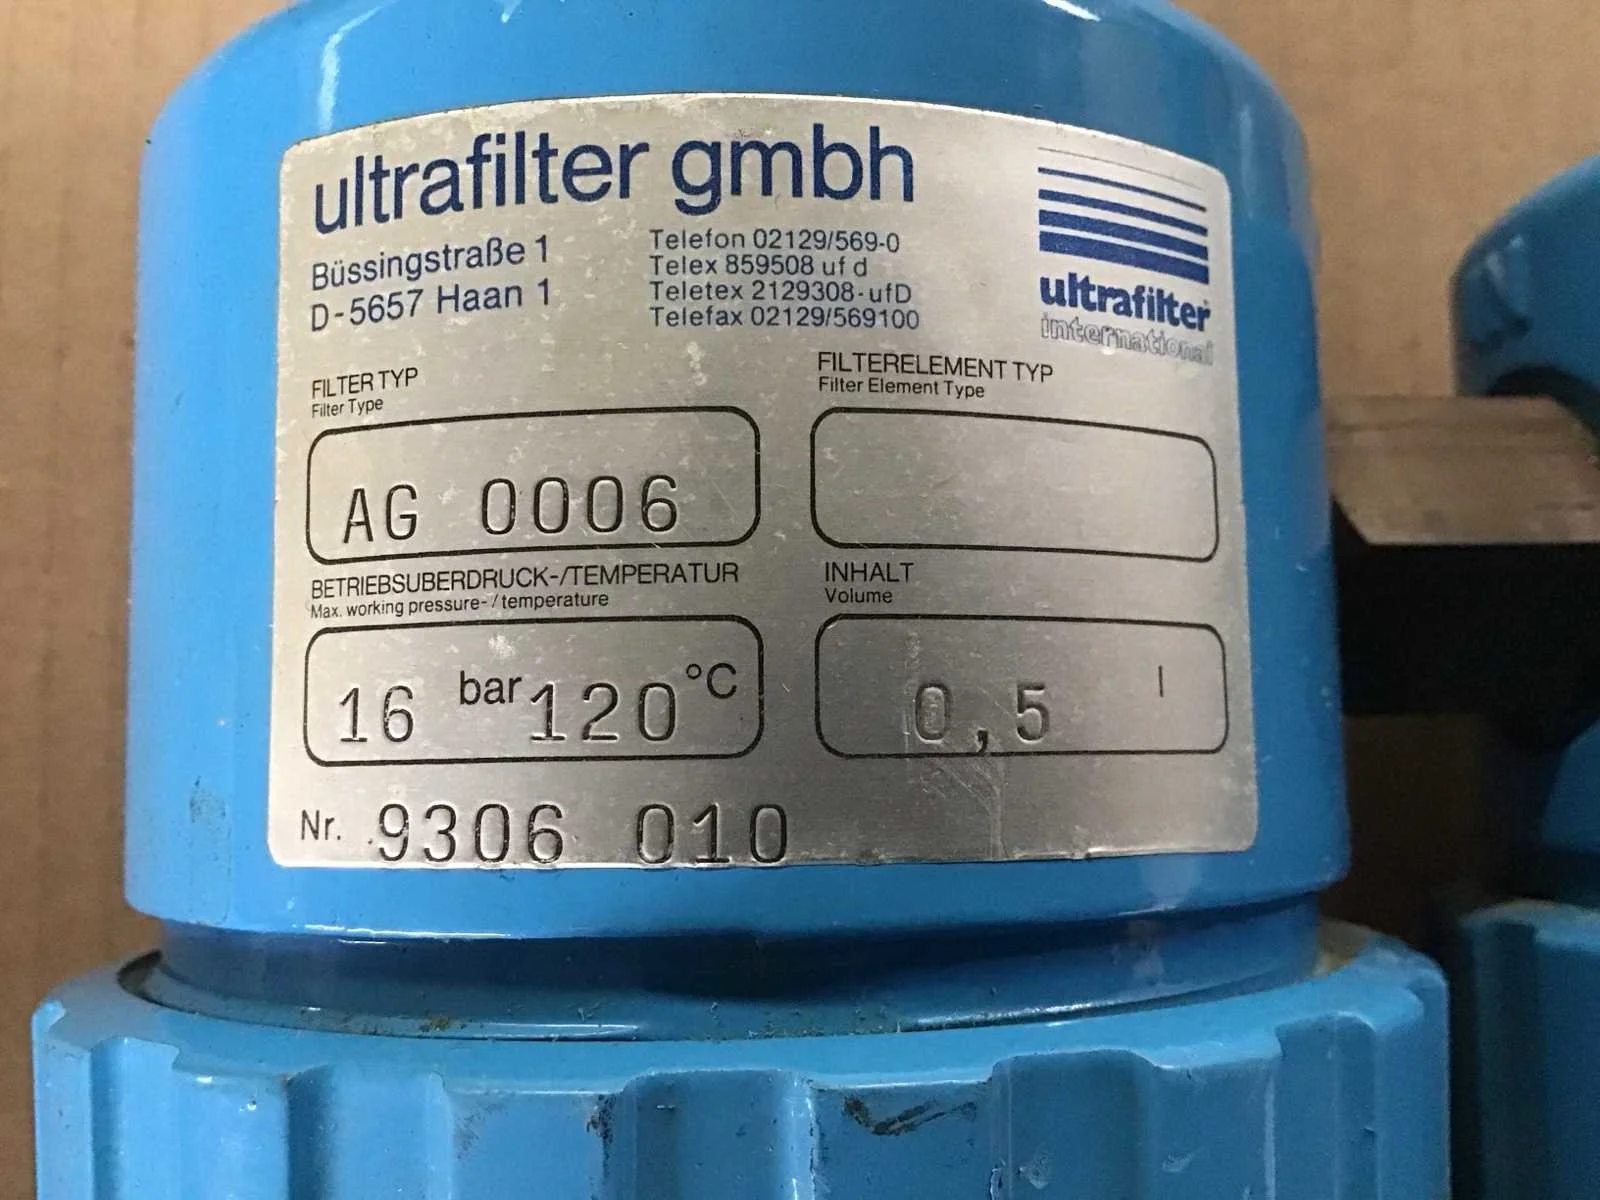 ultrafilter gmbh
Büssingstraße 1
D-5657 Haan 1
Telefon 02129/569-0
Telex 859508 uf d
Teletex 2129308-ufD
Telefax 02129/569100
ultrafilter
international
FILTER TYP
Filter Type
AG 0006
FILTERELEMENT TYP
Filter Element Type
BETRIEBSUBERDRUCK-/TEMPERATUR
Max. working pressure-/temperature
16 bar 120 °C
INHALT
Volume
0,5 l
Nr. 9306 010